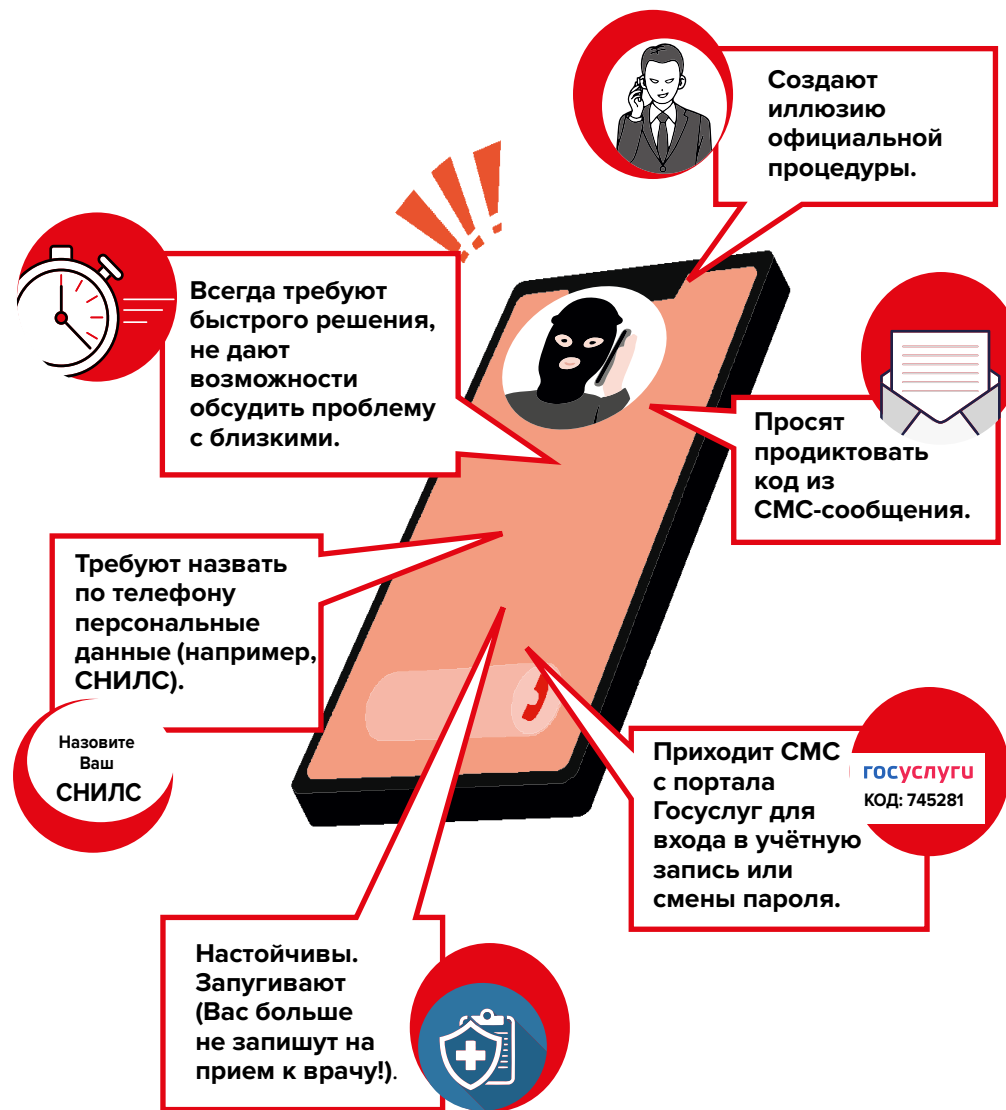 Создают
иллюзию
официальной
процедуры.
Всегда требуют
быстрого решения,
не дают
возможности
обсудить проблему
с близкими.
Просят
продиктовать
код из
СМС-сообщения.
Требуют назвать
по телефону
персональные
данные (например,
СНИЛС).
Назовите
Ваш
СНИЛС
Приходит СМС
с портала
Госуслуг для
входа в учётную
запись или
смены пароля.
госуслуги
КОД: 745281
Настойчивы.
Запугивают
(Вас больше
не запишут на
прием к врачу!).